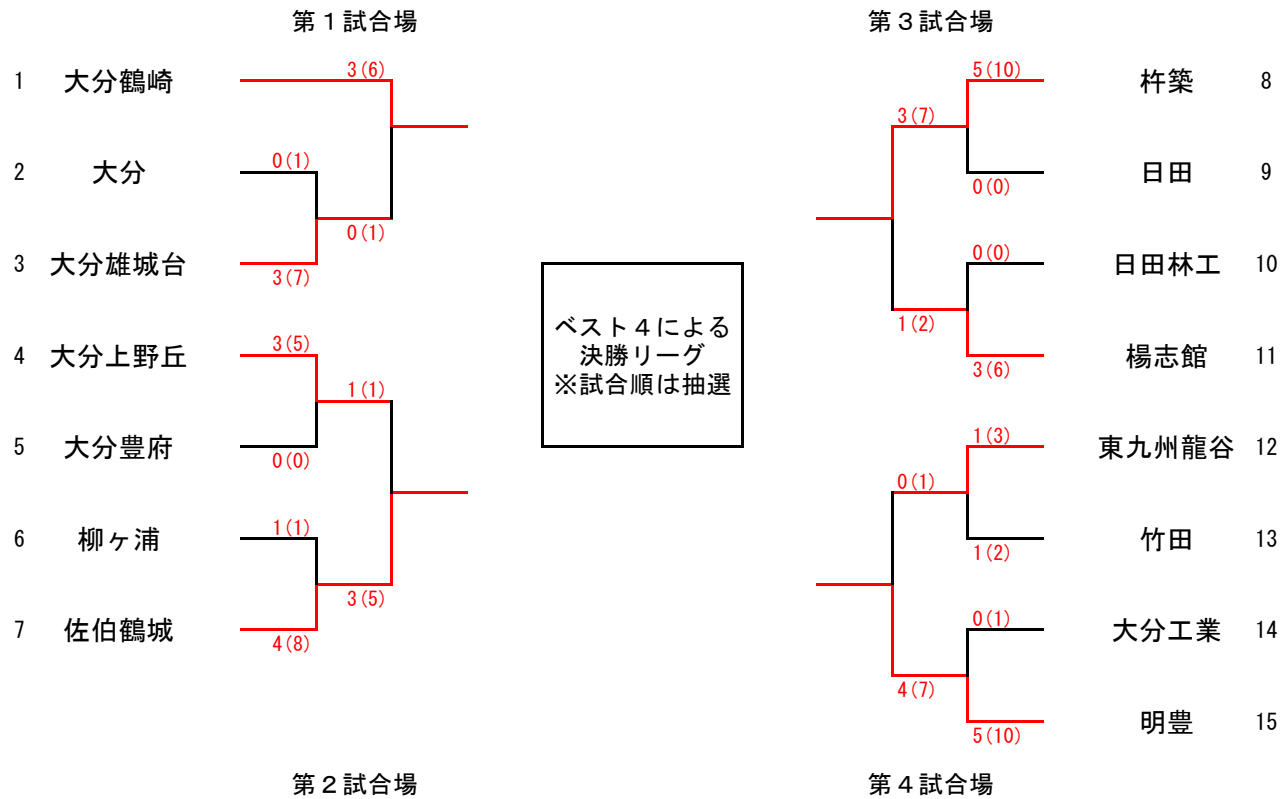 第１試合場
第３試合場
1 大分鶴崎 3(6)
2 大分 0(1)
0(1)
3 大分雄城台 3(7)
4 大分上野丘 3(5)
1(1)
5 大分豊府 0(0)
6 柳ヶ浦 1(1)
3(5)
7 佐伯鶴城 4(8)
ベスト４による
決勝リーグ
※試合順は抽選
5(10) 杵築 8
3(7)
0(0) 日田 9
0(0) 日田林工 10
1(2)
3(6) 楊志館 11
1(3) 東九州龍谷 12
0(1)
1(2) 竹田 13
0(1) 大分工業 14
4(7)
5(10) 明豊 15
第２試合場
第４試合場